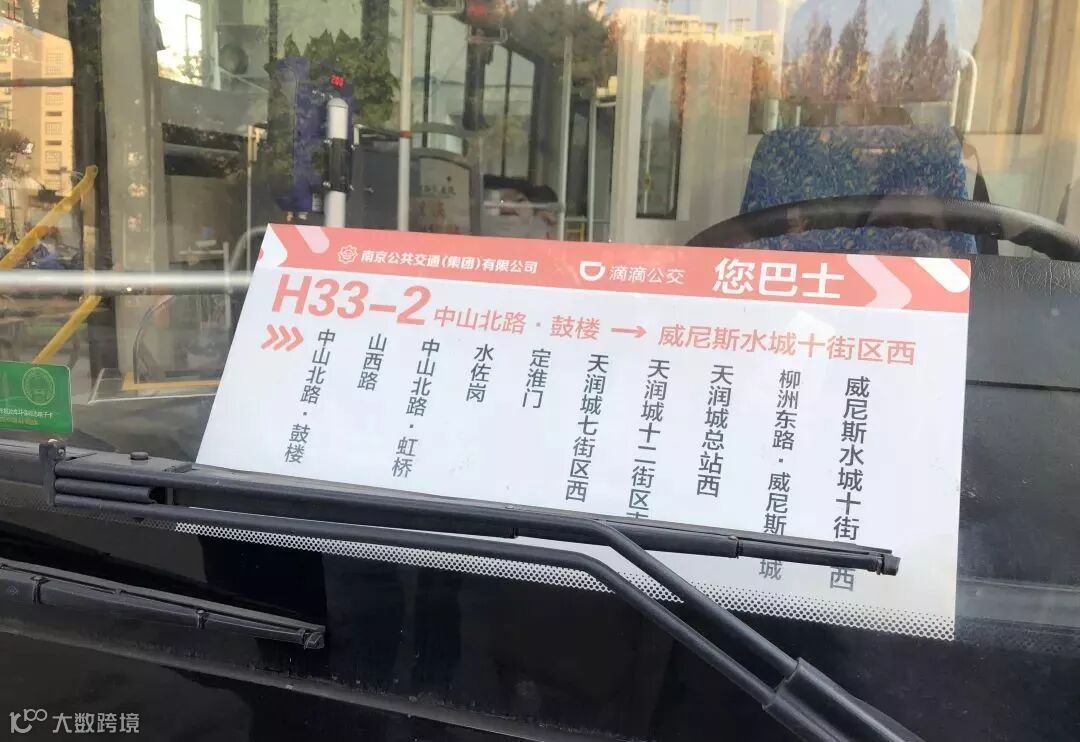 200
南京公共交通(集团)有限公司
滴滴公交
您巴士
H33-2 中山北路·鼓楼 → 威尼斯水城十街区西
中山北路·鼓楼
山西路
中山北路·虹桥
水佐岗
定淮门
天润城七街区西
天润城十二街区
天润城总站西
柳洲东路·威尼斯 城
威尼斯水城十街 西
大数跨境